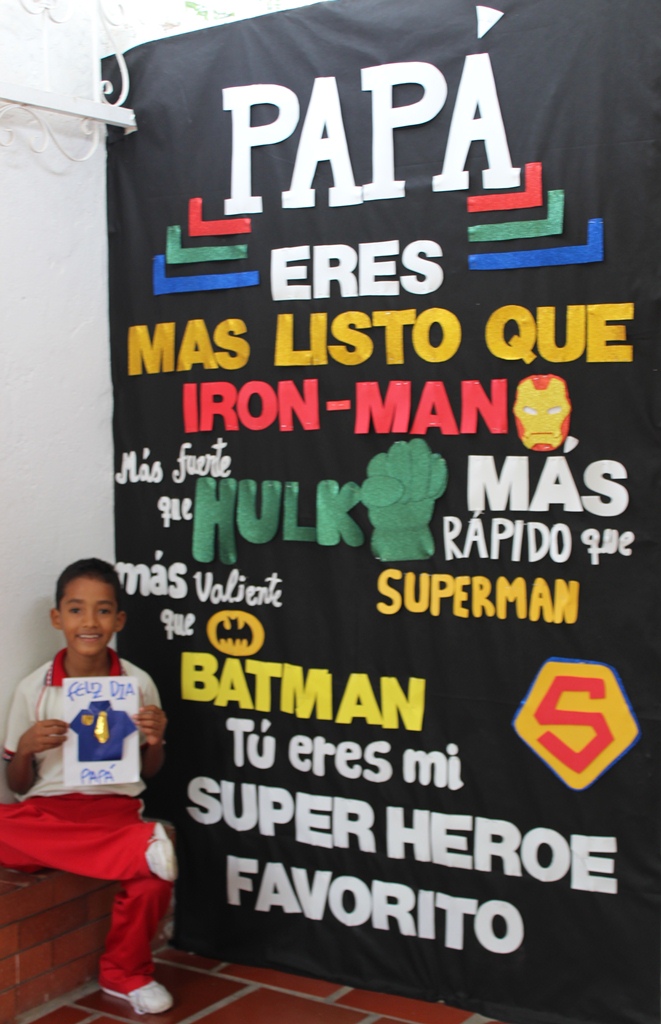 PAPÁ
ERES
MAS LISTO QUE
IRON-MAN
Más fuerte que HULK
MÁS RÁPIDO que
SUPERMAN
más valiente que
BATMAN
S
Tú eres mi
SUPER HEROE
FAVORITO
FELIZ DIA
PAPÁ